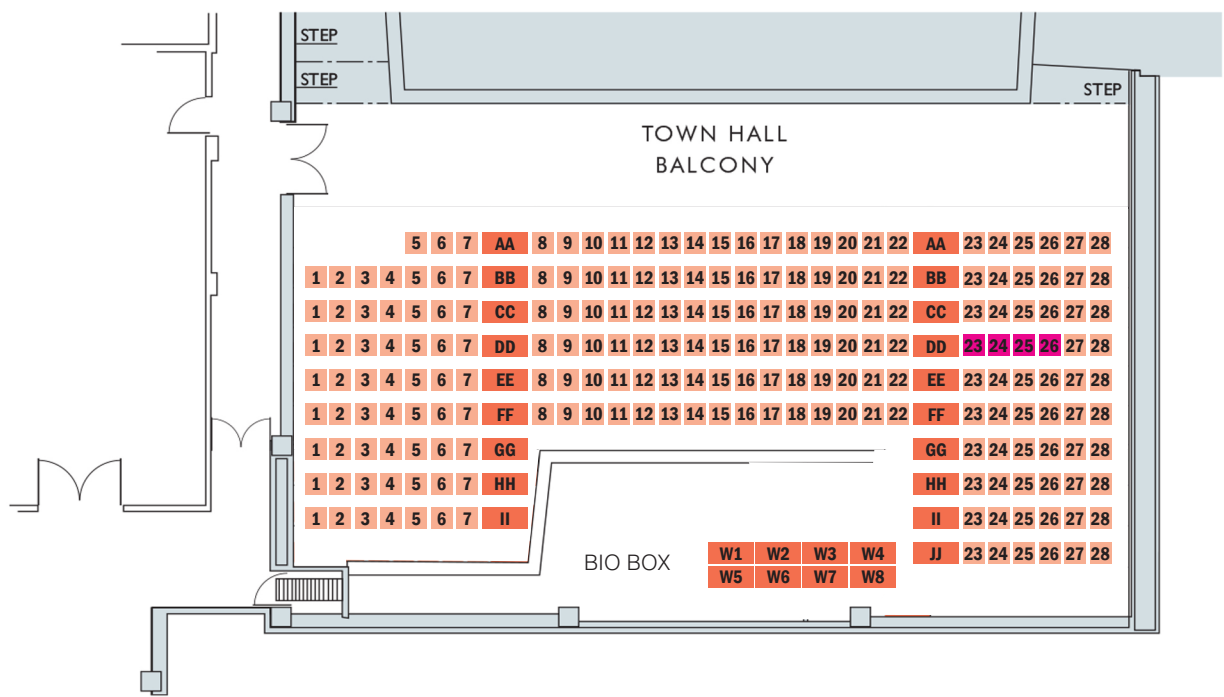 STEP
STEP
STEP
TOWN HALL
BALCONY
5 6 7 AA 8 9 10 11 12 13 14 15 16 17 18 19 20 21 22 AA 23 24 25 26 27 28
1 2 3 4 5 6 7 BB 8 9 10 11 12 13 14 15 16 17 18 19 20 21 22 BB 23 24 25 26 27 28
1 2 3 4 5 6 7 CC 8 9 10 11 12 13 14 15 16 17 18 19 20 21 22 CC 23 24 25 26 27 28
1 2 3 4 5 6 7 DD 8 9 10 11 12 13 14 15 16 17 18 19 20 21 22 DD 23 24 25 26 27 28
1 2 3 4 5 6 7 EE 8 9 10 11 12 13 14 15 16 17 18 19 20 21 22 EE 23 24 25 26 27 28
1 2 3 4 5 6 7 FF 8 9 10 11 12 13 14 15 16 17 18 19 20 21 22 FF 23 24 25 26 27 28
1 2 3 4 5 6 7 GG GG 23 24 25 26 27 28
1 2 3 4 5 6 7 HH HH 23 24 25 26 27 28
1 2 3 4 5 6 7 II II 23 24 25 26 27 28
BIO BOX
W1 W2 W3 W4 JJ 23 24 25 26 27 28
W5 W6 W7 W8